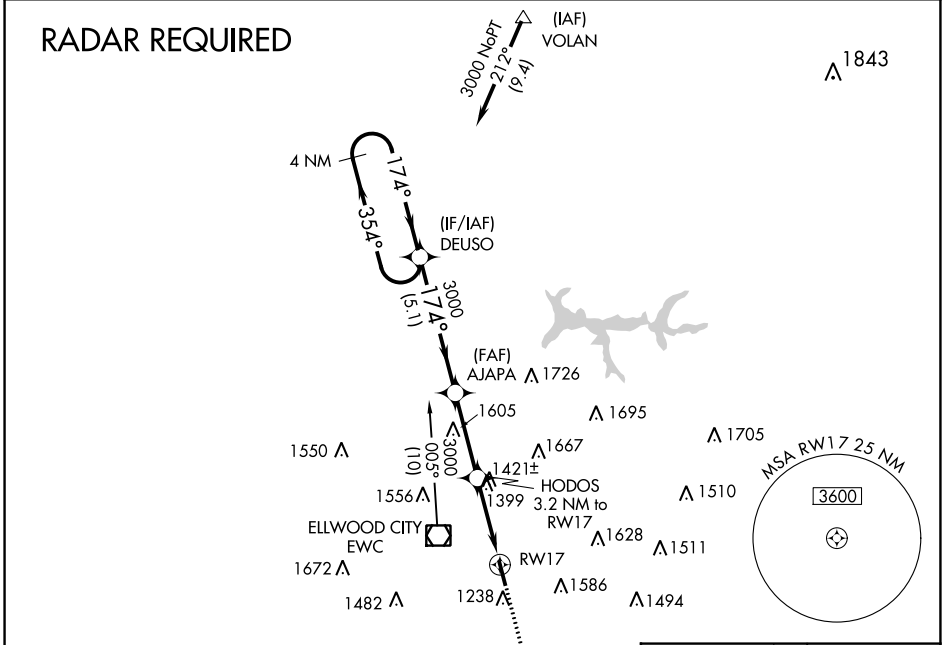 RADAR REQUIRED
(IAF)
VOLAN
3000 NoPT
212°
(9.4)
1843
4 NM
174°
354°
(IF/IAF)
DEUSO
3000
174°
(5.1)
(FAF)
AJAPA
1726
1605
1695
1705
1550
3000
005°
(10)
1667
1421±
1399
HODOS
3.2 NM to
RW17
1556
1510
MSA RW17 25 NM
3600
ELLWOOD CITY
EWC
1628
1511
RW17
1672
1586
1482
1238
1494